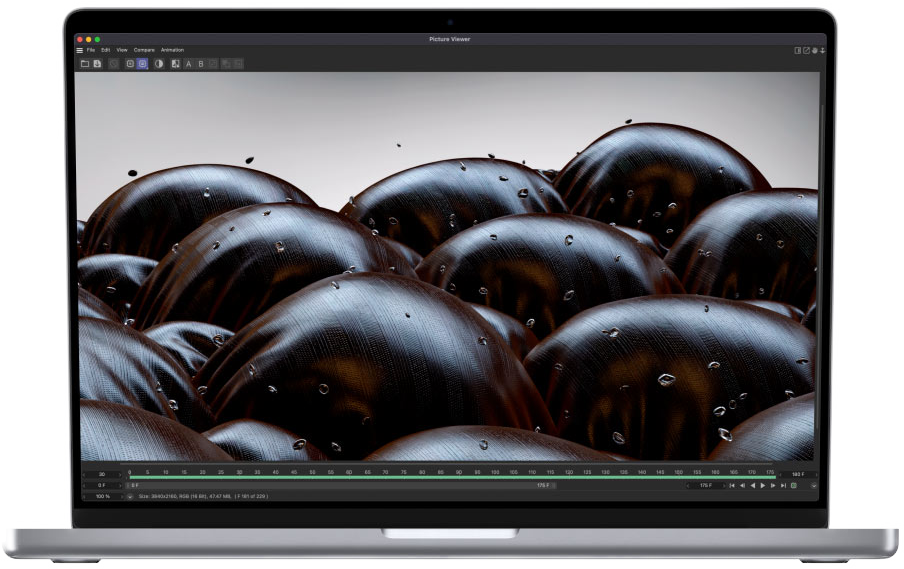 Picture Viewer
File Edit View Compare Animation
A B
30 0 5 10 15 20 25 30 35 40 45 50 55 60 65 70 75 80 85 90 95 100 105 110 115 120 125 130 135 140 145 150 155 160 165 170 175 160 F
0 F 0 F 175 F 175 F
100 % Size: 3840x2160, RGB (16 Bit), 47.47 MB, ( F 181 of 229 )